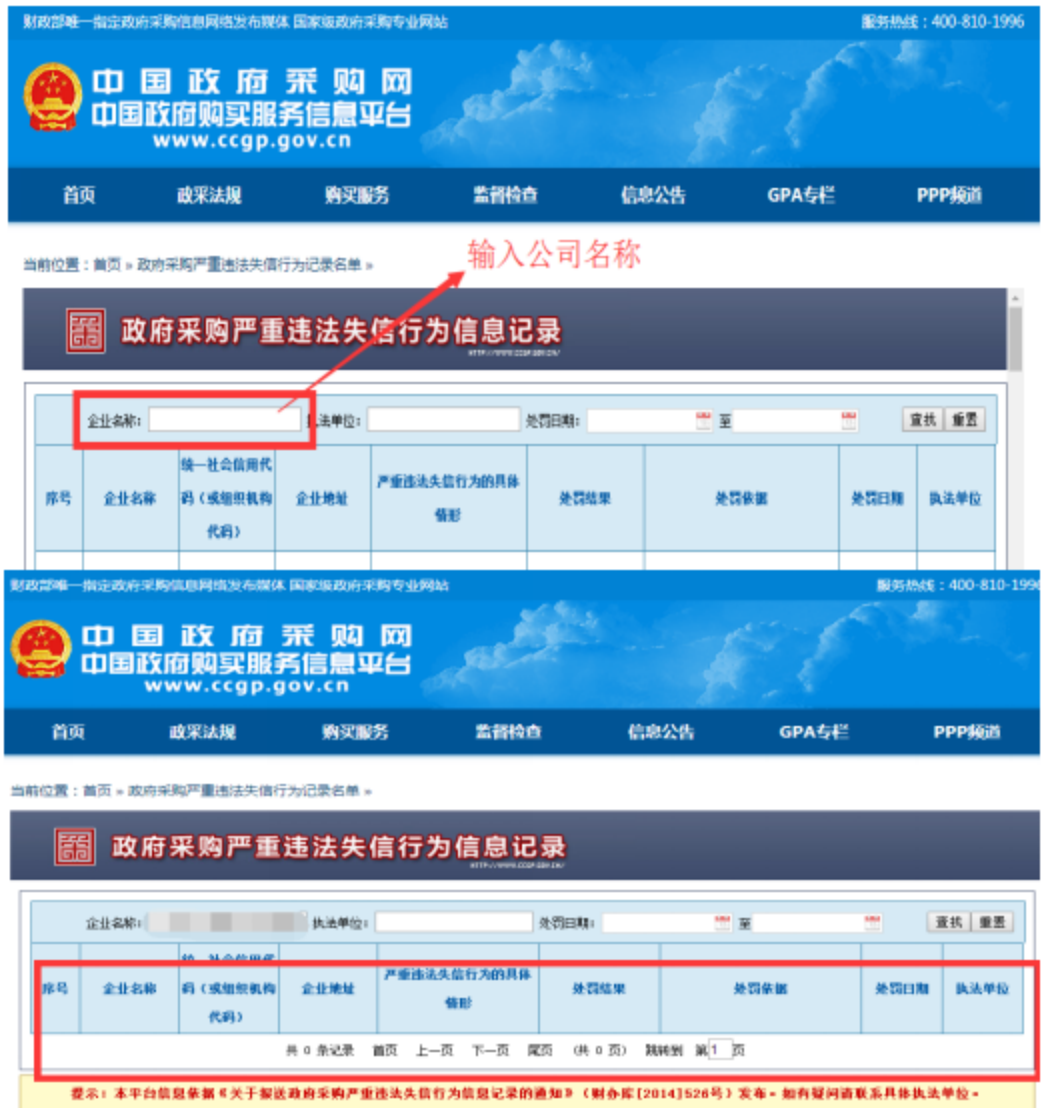 财政部唯一指定政府采购信息网络发布媒体 国家级政府采购专业网站 服务热线：400-810-1996
中国政府采购网
中国政府购买服务信息平台
www.ccgp.gov.cn
首页 政采法规 购买服务 监督检查 信息公告 GPA专栏 PPP频道
输入公司名称
当前位置：首页 » 政府采购严重违法失信行为记录名单 »
政府采购严重违法失信行为信息记录
HTTP://WWW.CCGP.GOV.CN/
企业名称： 执法单位： 处罚日期： 至 查找 重置
序号 企业名称 统一社会信用代码（或组织机构代码） 企业地址 严重违法失信行为的具体情形 处罚结果 处罚依据 处罚日期 执法单位
财政部唯一指定政府采购信息网络发布媒体 国家级政府采购专业网站 服务热线：400-810-1996
中国政府采购网
中国政府购买服务信息平台
www.ccgp.gov.cn
首页 政采法规 购买服务 监督检查 信息公告 GPA专栏 PPP频道
当前位置：首页 » 政府采购严重违法失信行为记录名单 »
政府采购严重违法失信行为信息记录
HTTP://WWW.CCGP.GOV.CN/
企业名称： 执法单位： 处罚日期： 至 查找 重置
序号 企业名称 统一社会信用代码（或组织机构代码） 企业地址 严重违法失信行为的具体情形 处罚结果 处罚依据 处罚日期 执法单位
共 0 条记录 首页 上一页 下一页 尾页 （共 0 页） 跳转到 第1 页
提示：本平台信息依据《关于报送政府采购严重违法失信行为信息记录的通知》（财办库[2014]526号）发布。如有疑问请联系具体执法单位。